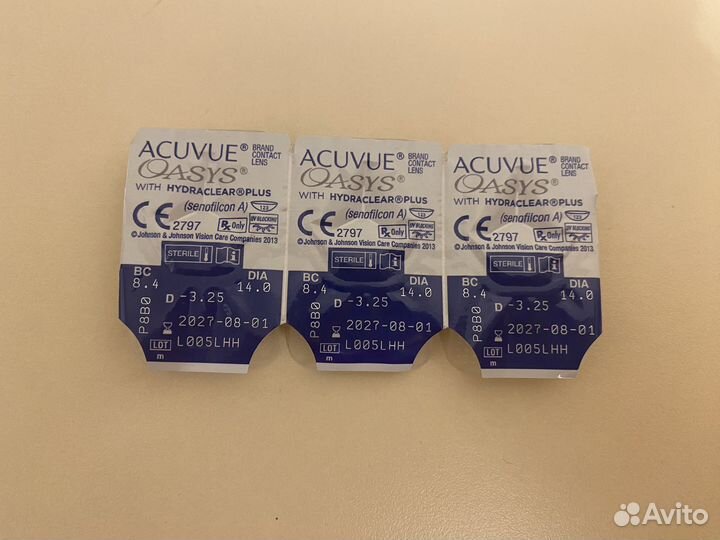 ACUVUE® BRAND CONTACT LENS
OASYS®
WITH HYDRACLEAR® PLUS
(senofilcon A) 123
CE 2797 Rx Only UV BLOCKING
© Johnson & Johnson Vision Care Companies 2013
STERILE i
BC DIA
8.4 14.0
D -3.25
P8B0
2027-08-01
LOT L005LHH
m
ACUVUE® BRAND CONTACT LENS
OASYS®
WITH HYDRACLEAR® PLUS
(senofilcon A) 123
CE 2797 Rx Only UV BLOCKING
© Johnson & Johnson Vision Care Companies 2013
STERILE i
BC DIA
8.4 14.0
D -3.25
P8B0
2027-08-01
LOT L005LHH
m
ACUVUE® BRAND CONTACT LENS
OASYS®
WITH HYDRACLEAR® PLUS
(senofilcon A) 123
CE 2797 Rx Only UV BLOCKING
© Johnson & Johnson Vision Care Companies 2013
STERILE i
BC DIA
8.4 14.0
D -3.25
P8B0
2027-08-01
LOT L005LHH
m
Avito